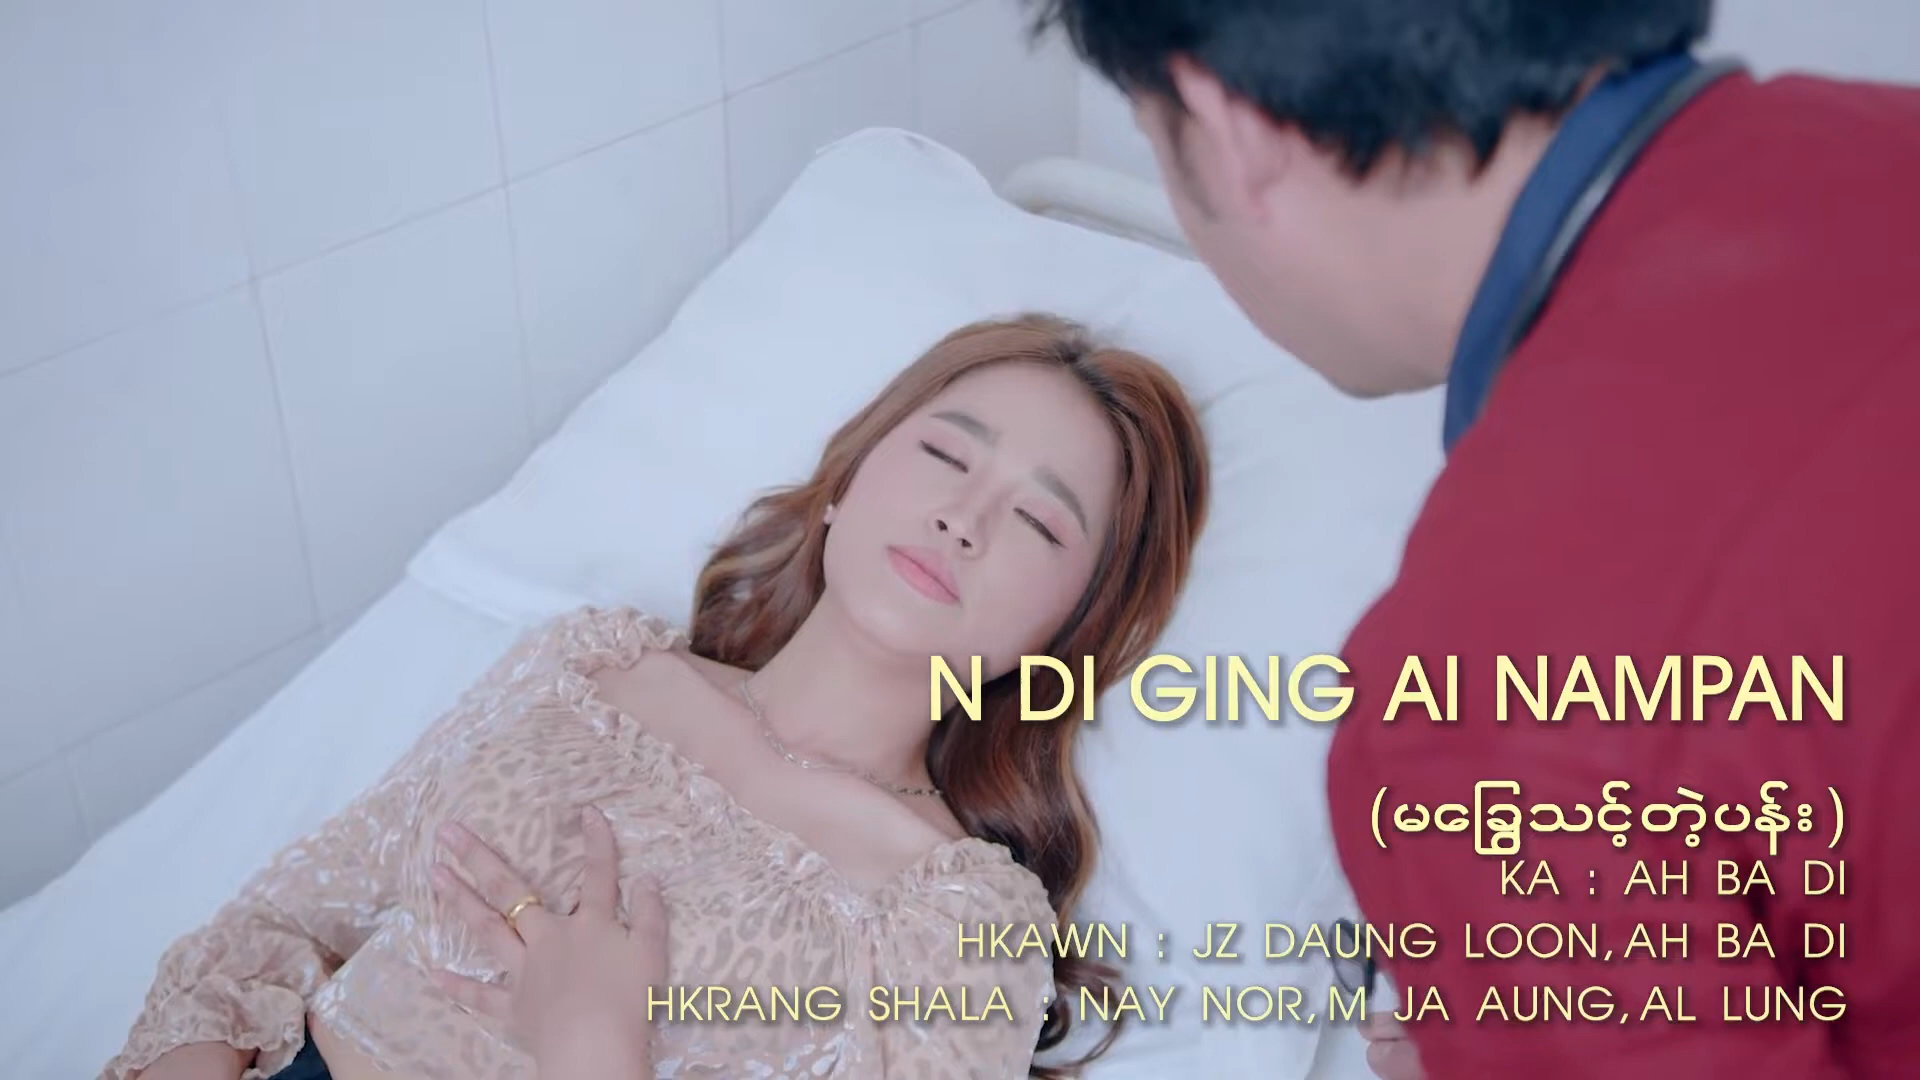 N DI GING AI NAMPAN
(မခြွေသင့်တဲ့ပန်း)
KA : AH BA DI
HKAWN : JZ DAUNG LOON,AH BA DI
HKRANG SHALA : NAY NOR,M JA AUNG,AL LUNG